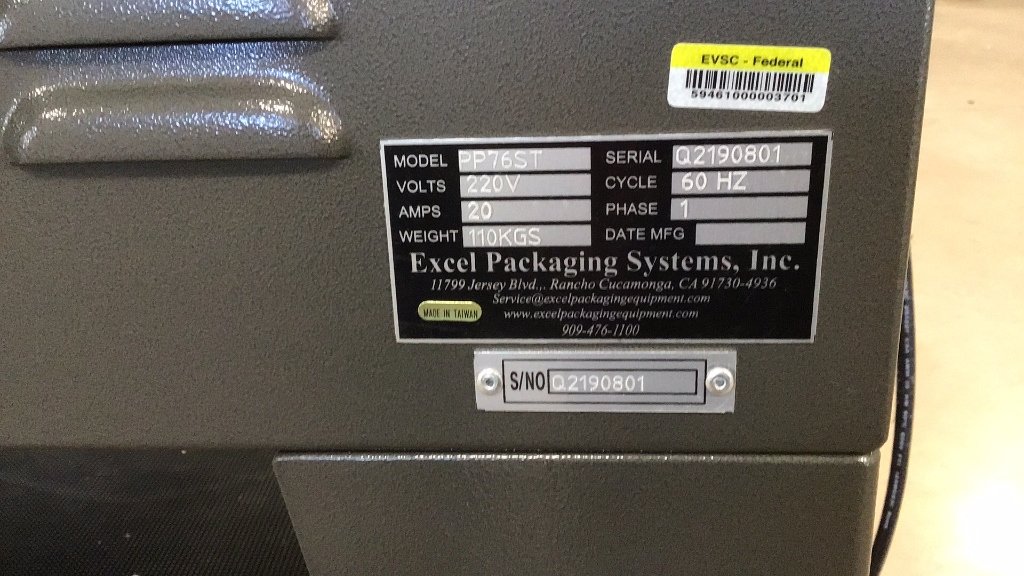 EVSC - Federal
59461000003701
MODEL PP76ST SERIAL Q2190801
VOLTS 220V CYCLE 60 HZ
AMPS 20 PHASE 1
WEIGHT 110KGS DATE MFG
Excel Packaging Systems, Inc.
11799 Jersey Blvd.,. Rancho Cucamonga, CA 91730-4936
Service@excelpackagingequipment.com
MADE IN TAIWAN www.excelpackagingequipment.com
909-476-1100
S/NO Q2190801